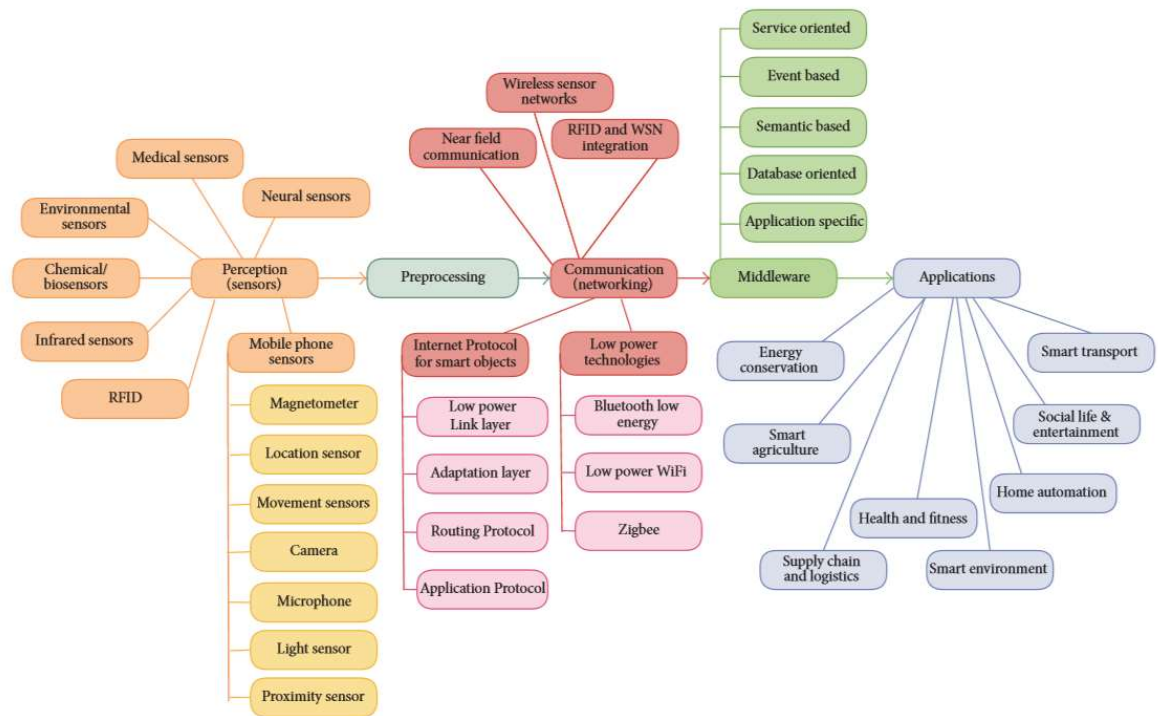 Service oriented
Event based
Semantic based
Database oriented
Application specific
Wireless sensor
networks
Near field
communication
RFID and WSN
integration
Medical sensors
Neural sensors
Environmental
sensors
Chemical/
biosensors
Infrared sensors
RFID
Perception
(sensors)
Preprocessing
Communication
(networking)
Middleware
Applications
Mobile phone
sensors
Magnetometer
Location sensor
Movement sensors
Camera
Microphone
Light sensor
Proximity sensor
Internet Protocol
for smart objects
Low power
Link layer
Adaptation layer
Routing Protocol
Application Protocol
Low power
technologies
Bluetooth low
energy
Low power WiFi
Zigbee
Energy
conservation
Smart
agriculture
Supply chain
and logistics
Health and fitness
Smart environment
Home automation
Social life &
entertainment
Smart transport